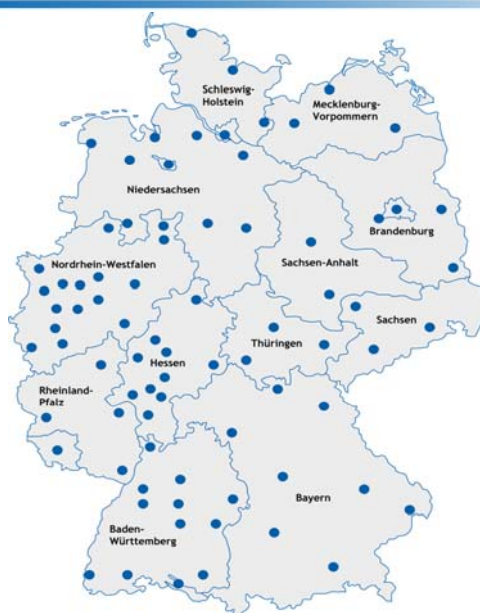 Schleswig-
Holstein
Mecklenburg-
Vorpommern
Niedersachsen
Brandenburg
Sachsen-Anhalt
Nordrhein-Westfalen
Sachsen
Thüringen
Hessen
Rheinland-
Pfalz
Bayern
Baden-
Württemberg